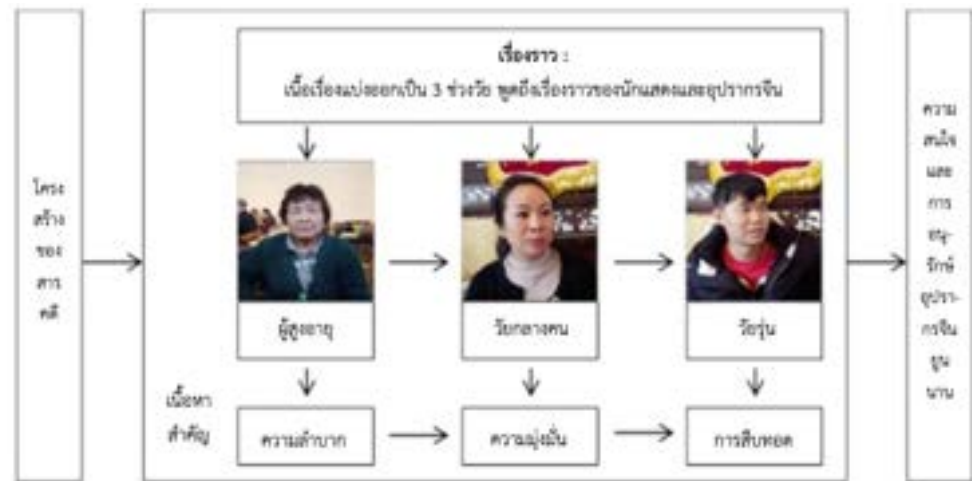 โครง
สร้าง
ของ
สาร
คดี
เรื่องราว :
เนื้อเรื่องแบ่งออกเป็น 3 ช่วงวัย พูดถึงเรื่องราวของนักแสดงและอุปรากรจีน
ผู้สูงอายุ
วัยกลางคน
วัยรุ่น
เนื้อหา
สำคัญ
ความลำบาก
ความมุ่งมั่น
การสืบทอด
ความ
สนใจ
และ
การ
อนุ-
รักษ์
อุปรา-
กรจีน
ยูน
นาน